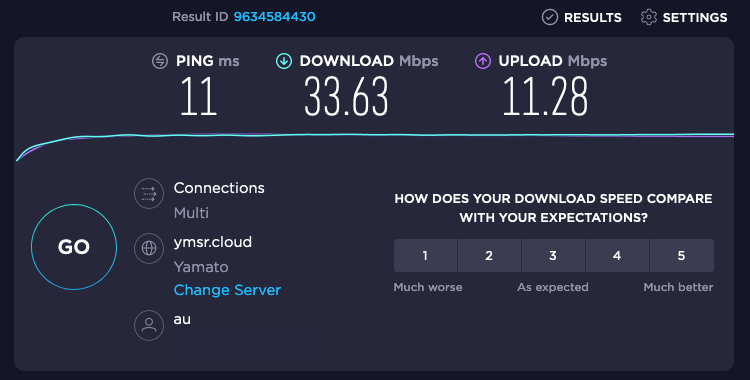 Result ID 9634584430
RESULTS
SETTINGS
PING ms
DOWNLOAD Mbps
UPLOAD Mbps
11
33.63
11.28
Connections
Multi
ymsr.cloud
Yamato
Change Server
au
GO
HOW DOES YOUR DOWNLOAD SPEED COMPARE
WITH YOUR EXPECTATIONS?
1 2 3 4 5
Much worse As expected Much better